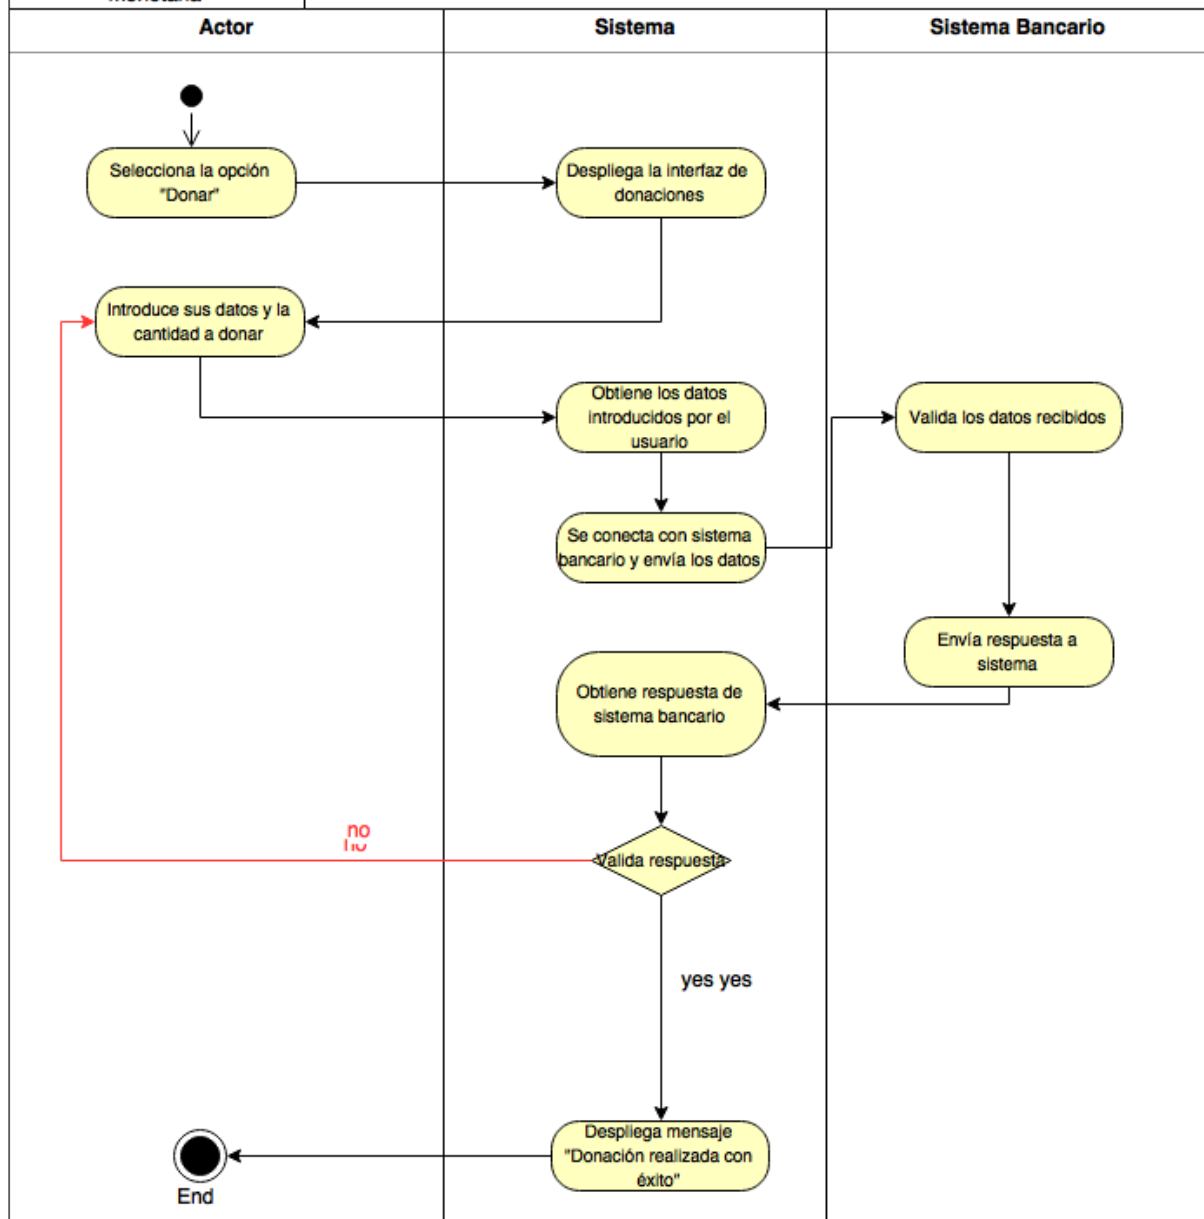 Actor
Sistema
Sistema Bancario
Selecciona la opción
"Donar"
Despliega la interfaz de
donaciones
Introduce sus datos y la
cantidad a donar
Obtiene los datos
introducidos por el
usuario
Valida los datos recibidos
Se conecta con sistema
bancario y envía los datos
Envía respuesta a
sistema
Obtiene respuesta de
sistema bancario
no
no
Valida respuesta
yes yes
Despliega mensaje
"Donación realizada con
éxito"
End